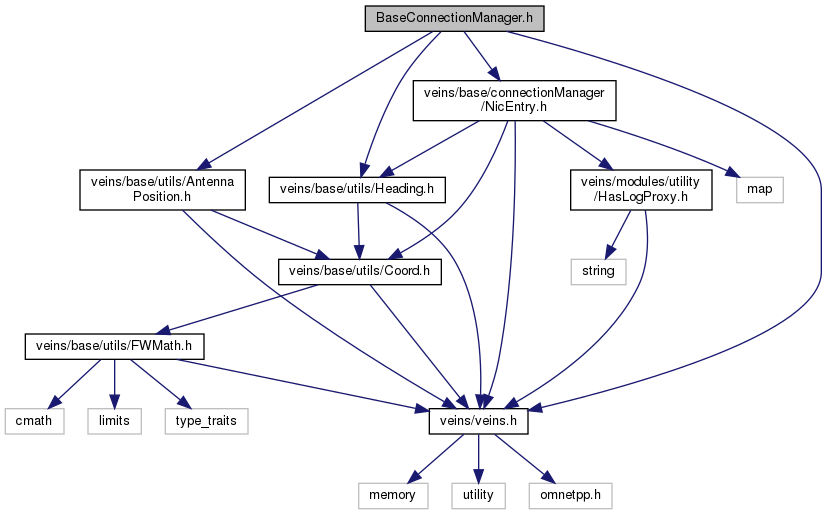 BaseConnectionManager.h
veins/base/connectionManager
/NicEntry.h
veins/base/utils/Antenna
Position.h
veins/base/utils/Heading.h
veins/modules/utility
/HasLogProxy.h
map
veins/base/utils/Coord.h
string
veins/base/utils/FWMath.h
cmath
limits
type_traits
veins/veins.h
memory
utility
omnetpp.h